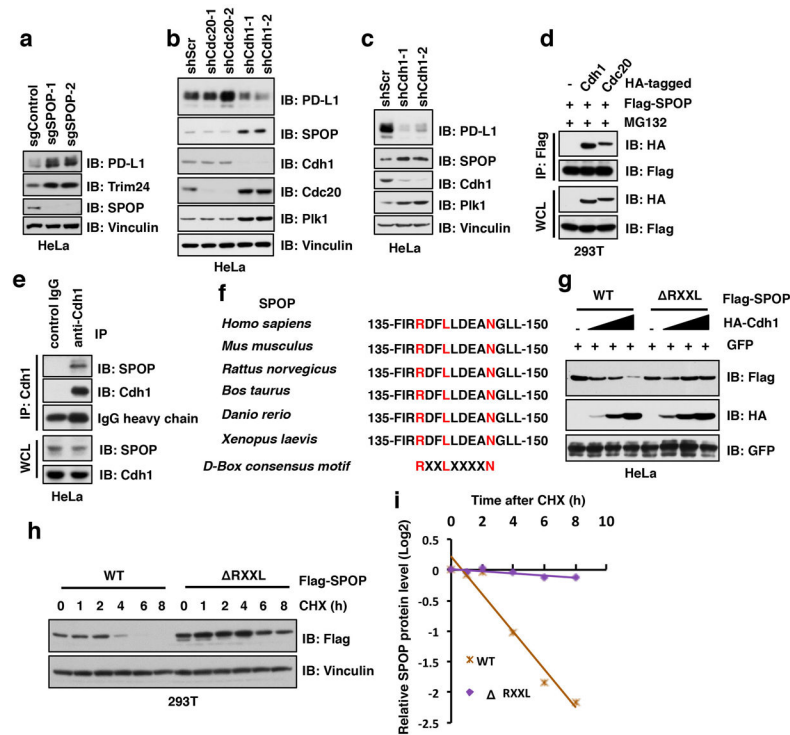 a
sgControl
sgSPOP-1
sgSPOP-2
IB: PD-L1
IB: Trim24
IB: SPOP
IB: Vinculin
HeLa
b
shScr
shCdc20-1
shCdc20-2
shCdh1-1
shCdh1-2
IB: PD-L1
IB: SPOP
IB: Cdh1
IB: Cdc20
IB: Plk1
IB: Vinculin
HeLa
c
shScr
shCdh1-1
shCdh1-2
IB: PD-L1
IB: SPOP
IB: Cdh1
IB: Plk1
IB: Vinculin
HeLa
d
- Cdh1 Cdc20 HA-tagged
+ + + Flag-SPOP
+ + + MG132
IP: Flag
IB: HA
IB: Flag
WCL
IB: HA
IB: Flag
293T
e
control IgG
anti-Cdh1
IP
IP: Cdh1
IB: SPOP
IB: Cdh1
IgG heavy chain
WCL
IB: SPOP
IB: Cdh1
HeLa
f
SPOP
Homo sapiens 135-FIRRDFLLDEANGLL-150
Mus musculus 135-FIRRDFLLDEANGLL-150
Rattus norvegicus 135-FIRRDFLLDEANGLL-150
Bos taurus 135-FIRRDFLLDEANGLL-150
Danio rerio 135-FIRRDFLLDEANGLL-150
Xenopus laevis 135-FIRRDFLLDEANGLL-150
D-Box consensus motif RXXLXXXXN
g
WT ΔRXXL Flag-SPOP
- - HA-Cdh1
+ + + + + + + + GFP
IB: Flag
IB: HA
IB: GFP
HeLa
h
WT ΔRXXL Flag-SPOP
0 1 2 4 6 8 0 1 2 4 6 8 CHX (h)
IB: Flag
IB: Vinculin
293T
i
Time after CHX (h)
0 2 4 6 8 10
Relative SPOP protein level (Log2)
0.5
0
-0.5
-1
-1.5
-2
-2.5
WT
Δ RXXL